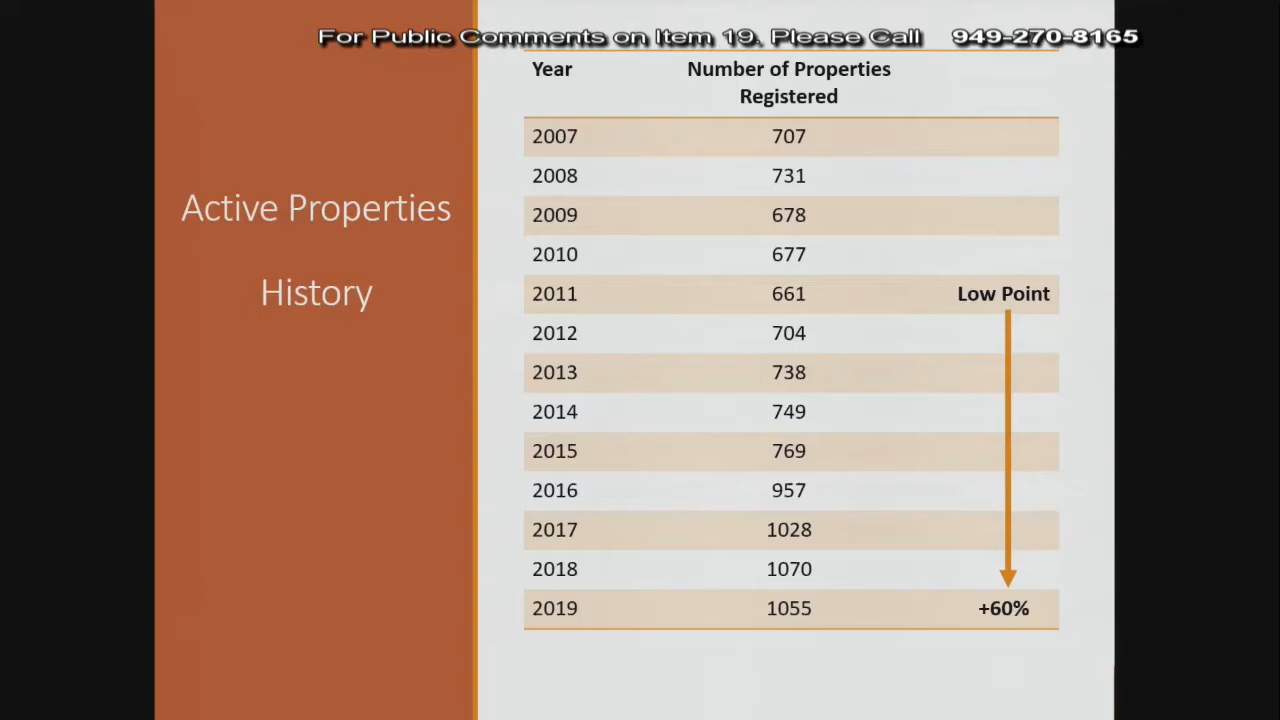 For Public Comments on Item 19. Please Call 949-270-8165
Active Properties
History
Year Number of Properties
Registered
2007 707
2008 731
2009 678
2010 677
2011 661 Low Point
2012 704
2013 738
2014 749
2015 769
2016 957
2017 1028
2018 1070
2019 1055 +60%